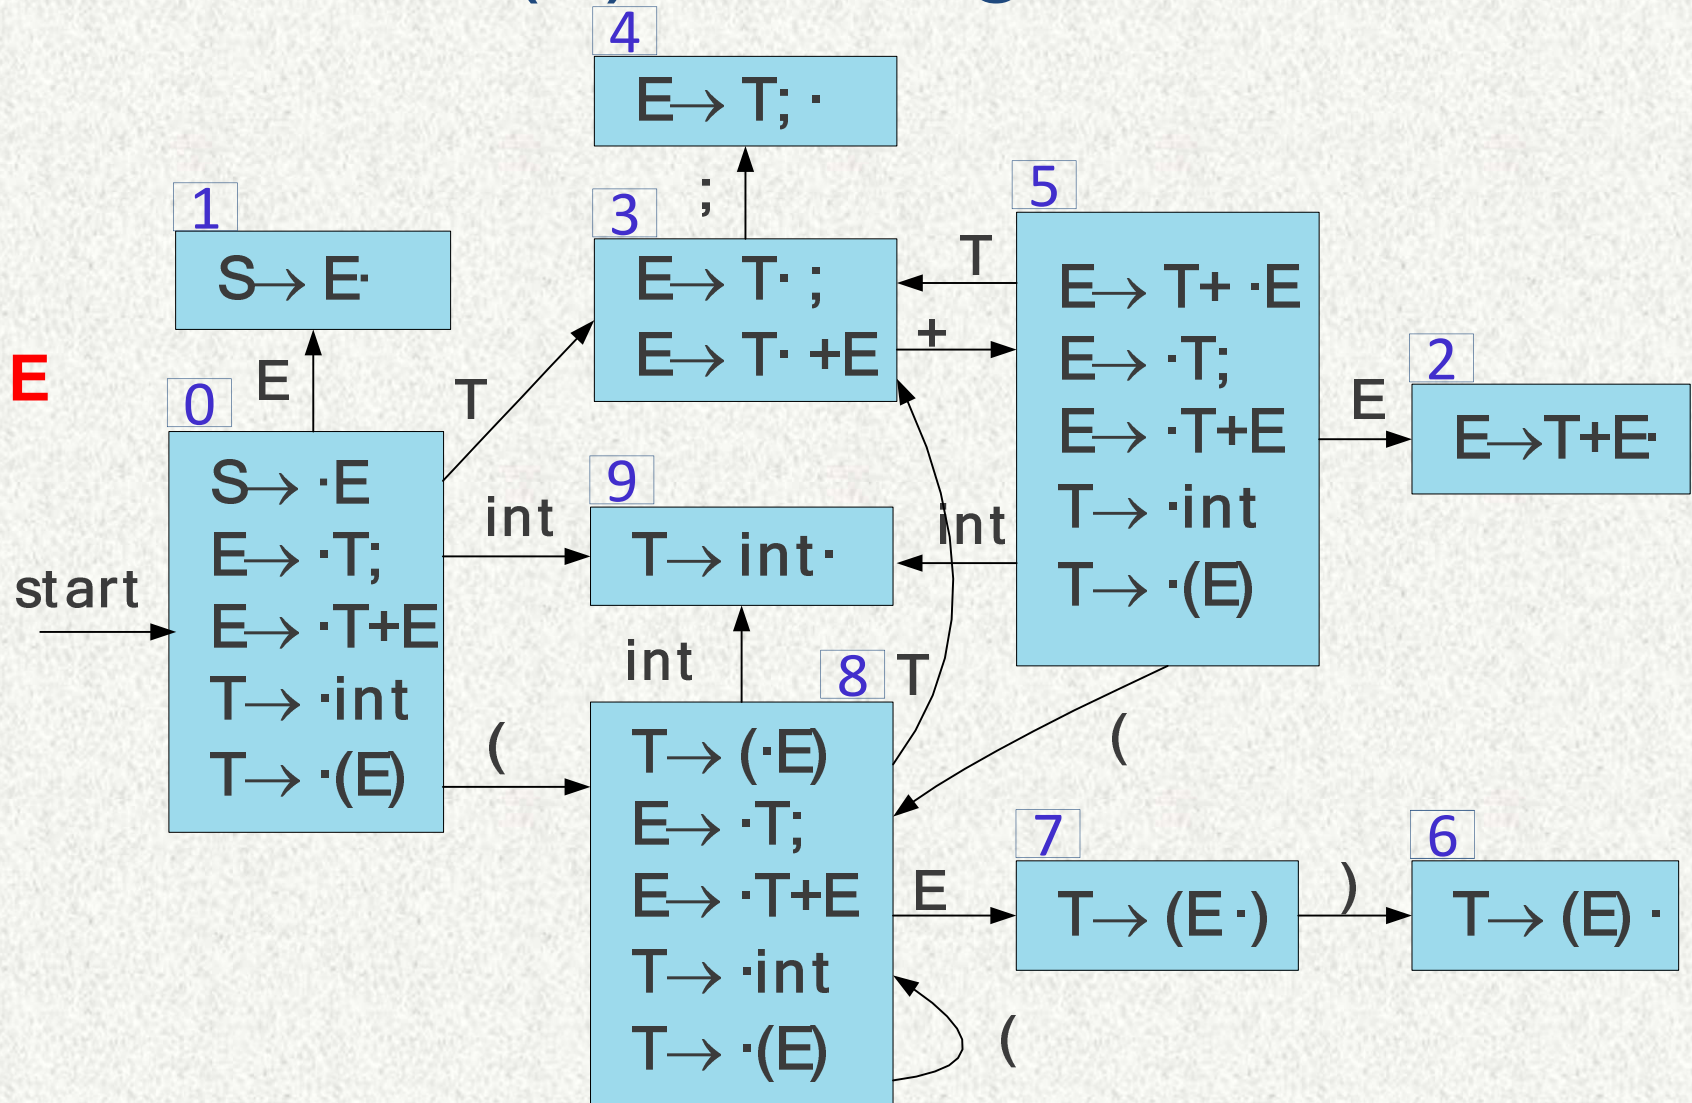 4
E→ T; ·
;
1
S→ E·
3
E→ T· ;
E→ T· +E
T
+
5
E→ T+ ·E
E→ ·T;
E→ ·T+E
T→ ·int
T→ ·(E)
E
2
E→T+E·
E
E
T
0
S→ ·E
E→ ·T;
E→ ·T+E
T→ ·int
T→ ·(E)
start
int
9
T→ int·
int
int
(
8
T
T→ (·E)
E→ ·T;
E→ ·T+E
T→ ·int
T→ ·(E)
(
(
E
7
T→ (E ·)
)
6
T→ (E) ·